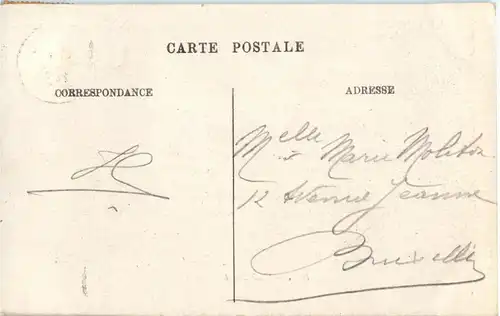 CARTE POSTALE
CORRESPONDANCE
ADRESSE
Melle Marie Molitor
12 Avenue Jeanne
Bruxelles